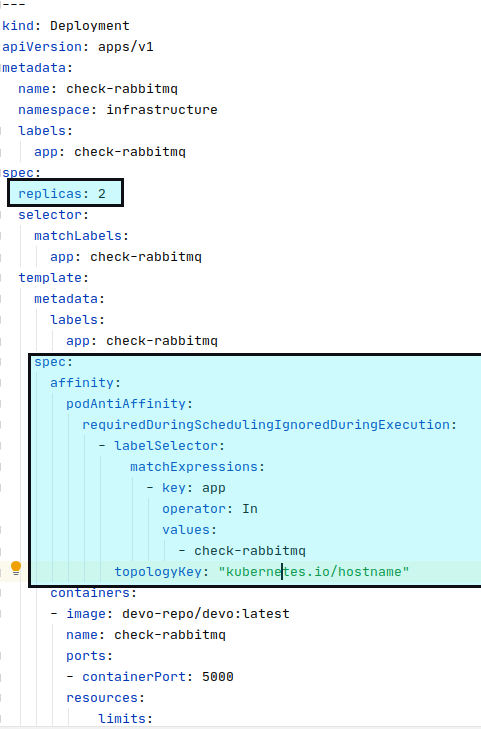 ---
kind: Deployment
apiVersion: apps/v1
metadata:
  name: check-rabbitmq
  namespace: infrastructure
  labels:
    app: check-rabbitmq
spec:
  replicas: 2
  selector:
    matchLabels:
      app: check-rabbitmq
  template:
    metadata:
      labels:
        app: check-rabbitmq
    spec:
      affinity:
        podAntiAffinity:
          requiredDuringSchedulingIgnoredDuringExecution:
            - labelSelector:
                matchExpressions:
                  - key: app
                    operator: In
                    values:
                      - check-rabbitmq
              topologyKey: "kubernetes.io/hostname"
      containers:
      - image: devo-repo/devo:latest
        name: check-rabbitmq
        ports:
        - containerPort: 5000
        resources:
            limits: